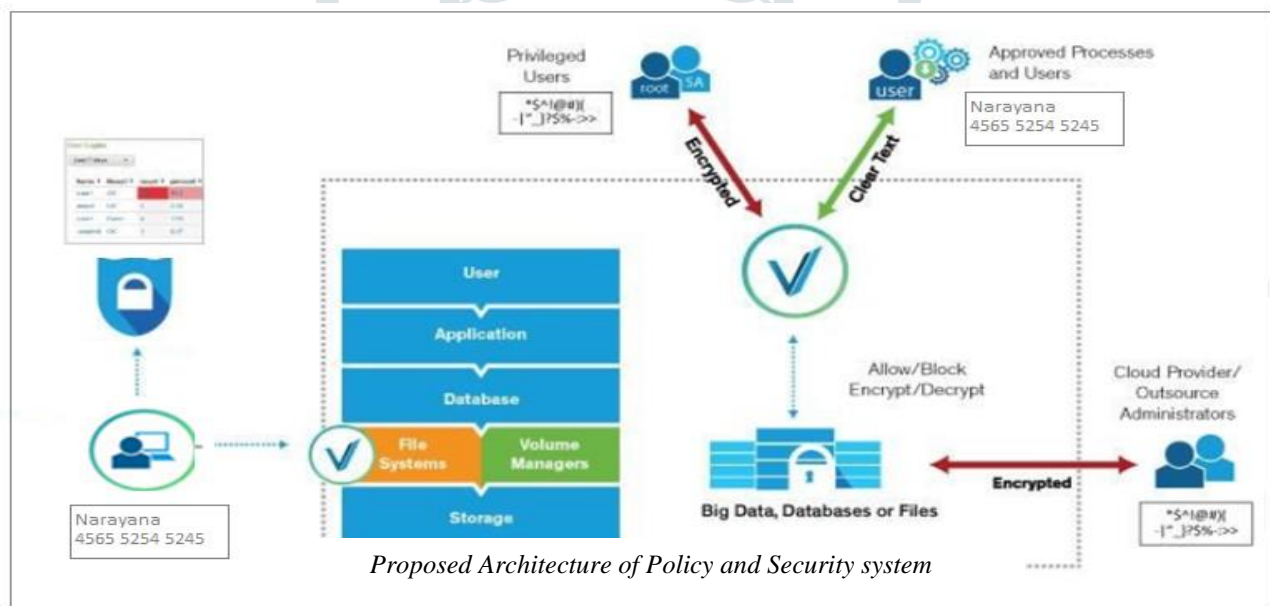 Privileged
Users
*$^!@#)(
-|"_}?$%-:>>
root
SA
Approved Processes
and Users
user
Narayana
4565 5254 5245
Encrypted
Clear Text
User
Application
Database
File
Systems
Volume
Managers
Storage
Allow/Block
Encrypt/Decrypt
Big Data, Databases or Files
Encrypted
Cloud Provider/
Outsource
Administrators
*$^!@#)(
-|"_}?$%-:>>
Narayana
4565 5254 5245
Proposed Architecture of Policy and Security system